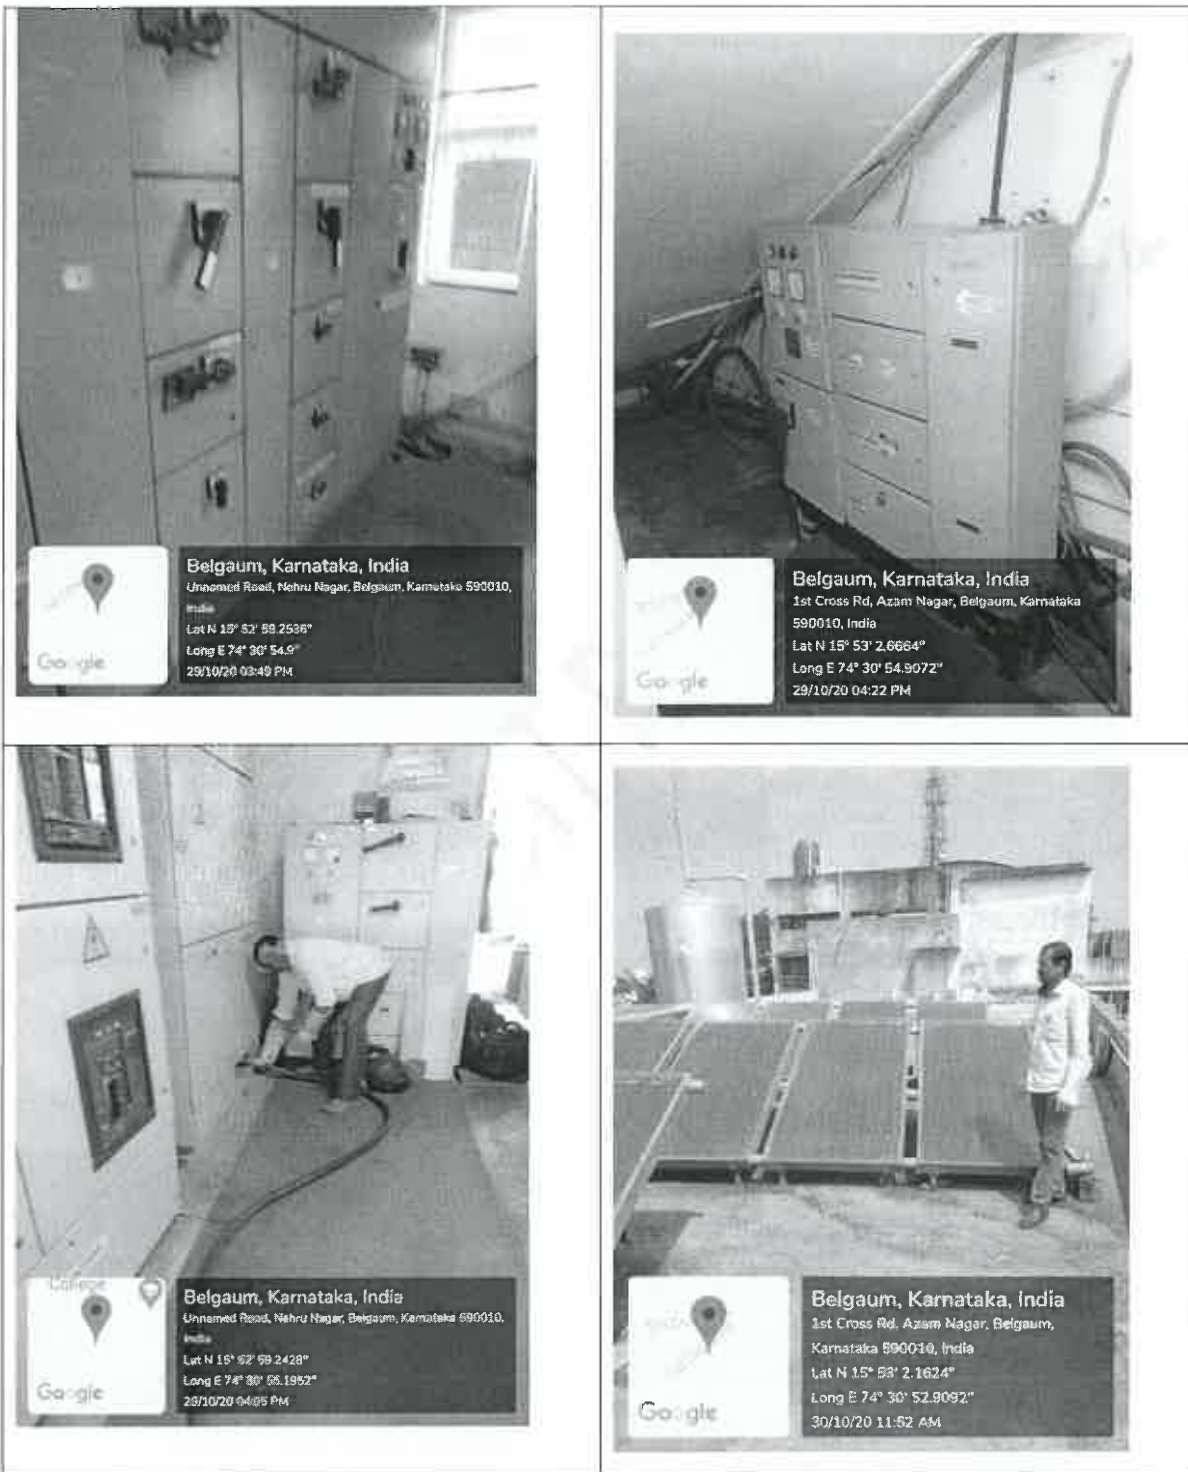 Belgaum, Karnataka, India
Unnamed Road, Nehru Nagar, Belgaum, Karnataka 590010,
India
Lat N 15° 52' 59.2536"
Long E 74° 30' 54.9"
29/10/20 03:49 PM
Google
Belgaum, Karnataka, India
1st Cross Rd, Azam Nagar, Belgaum, Karnataka
590010, India
Lat N 15° 53' 2.6664"
Long E 74° 30' 54.9072"
29/10/20 04:22 PM
Google
College
Belgaum, Karnataka, India
Unnamed Road, Nehru Nagar, Belgaum, Karnataka 590010,
India
Lat N 15° 52' 59.2428"
Long E 74° 30' 55.1952"
29/10/20 04:05 PM
Google
Belgaum, Karnataka, India
1st Cross Rd, Azam Nagar, Belgaum,
Karnataka 590010, India
Lat N 15° 53' 2.1624"
Long E 74° 30' 52.9092"
30/10/20 11:52 AM
Google